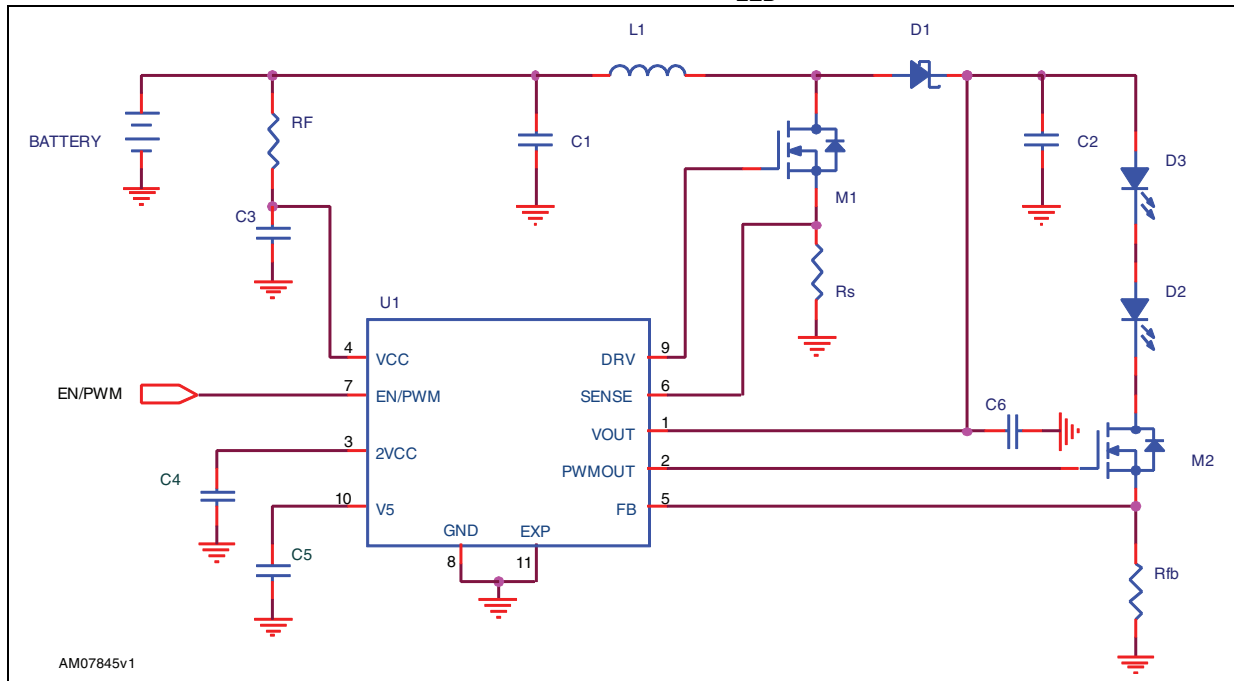 L1
D1
BATTERY
RF
C1
C2
D3
M1
C3
Rs
D2
U1
4
VCC
DRV
9
EN/PWM
7
EN/PWM
SENSE
6
C6
3
2VCC
VOUT
1
C4
PWMOUT
2
M2
10
V5
FB
5
GND
EXP
C5
8
11
Rfb
AM07845v1